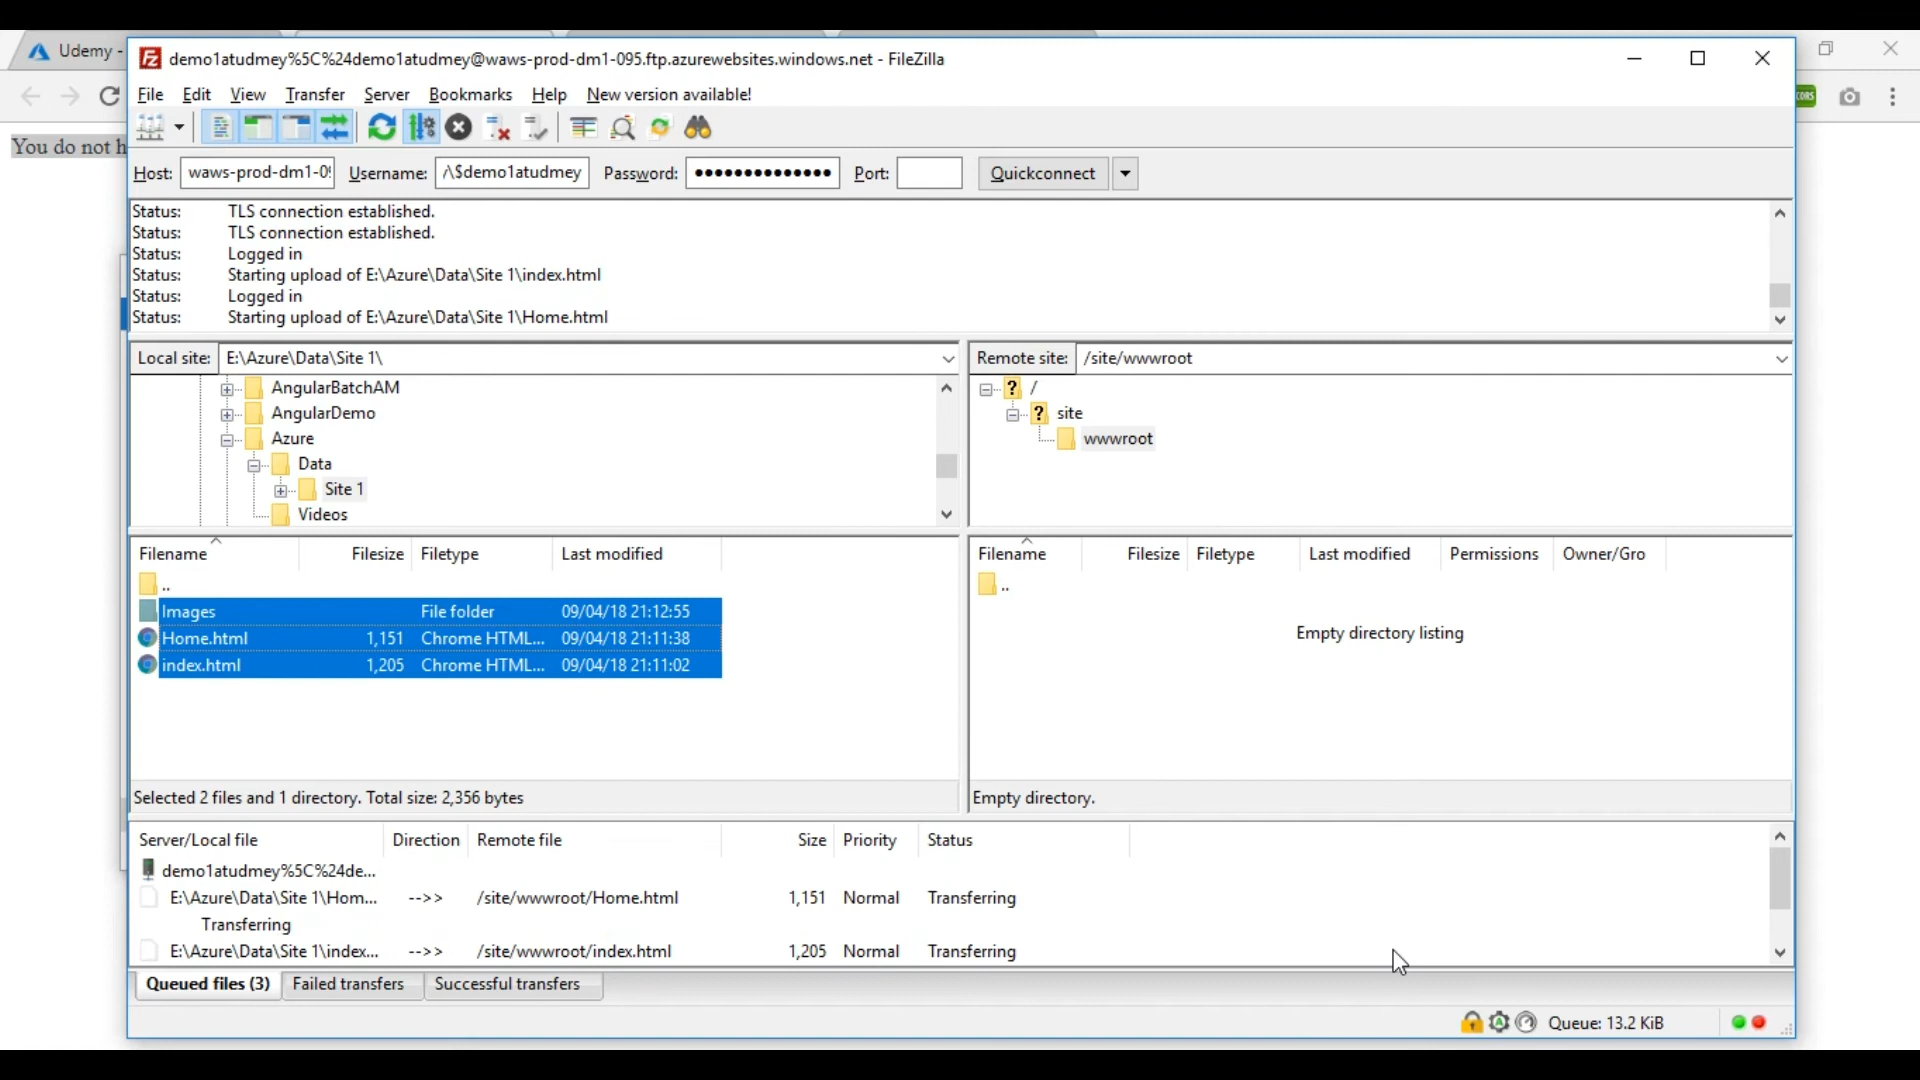 Udemy -
demo1atudmey%5C%24demo1atudmey@waws-prod-dm1-095.ftp.azurewebsites.windows.net - FileZilla
File Edit View Transfer Server Bookmarks Help New version available!
CORS
You do not h
Host: waws-prod-dm1-09 Username: /\$demo1atudmey Password: •••••••••••••• Port: Quickconnect
Status: TLS connection established.
Status: TLS connection established.
Status: Logged in
Status: Starting upload of E:\Azure\Data\Site 1\index.html
Status: Logged in
Status: Starting upload of E:\Azure\Data\Site 1\Home.html
Local site: E:\Azure\Data\Site 1\
AngularBatchAM
AngularDemo
Azure
Data
Site 1
Videos
Remote site: /site/wwwroot
? /
? site
wwwroot
Filename Filesize Filetype Last modified
..
Images File folder 09/04/18 21:12:55
Home.html 1,151 Chrome HTML... 09/04/18 21:11:38
index.html 1,205 Chrome HTML... 09/04/18 21:11:02
Selected 2 files and 1 directory. Total size: 2,356 bytes
Filename Filesize Filetype Last modified Permissions Owner/Gro
..
Empty directory listing
Empty directory.
Server/Local file Direction Remote file Size Priority Status
demo1atudmey%5C%24de...
E:\Azure\Data\Site 1\Hom... -->> /site/wwwroot/Home.html 1,151 Normal Transferring
Transferring
E:\Azure\Data\Site 1\index... -->> /site/wwwroot/index.html 1,205 Normal Transferring
Queued files (3) Failed transfers Successful transfers
Queue: 13.2 KiB